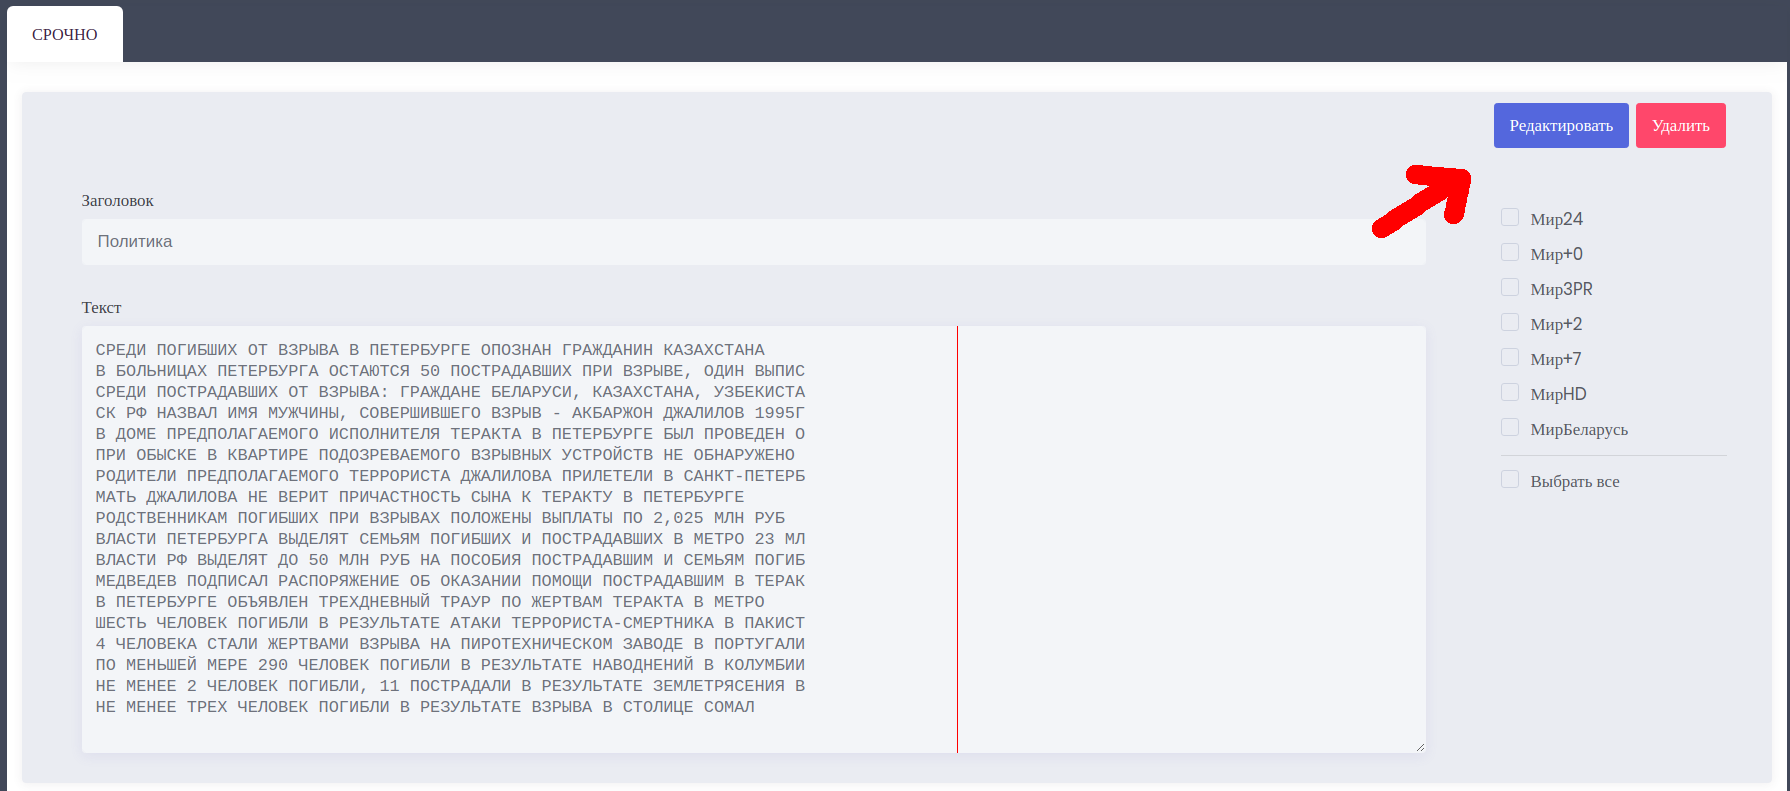 СРОЧНО
Редактировать Удалить
Заголовок
Политика
Текст
СРЕДИ ПОГИБШИХ ОТ ВЗРЫВА В ПЕТЕРБУРГЕ ОПОЗНАН ГРАЖДАНИН КАЗАХСТАНА
В БОЛЬНИЦАХ ПЕТЕРБУРГА ОСТАЮТСЯ 50 ПОСТРАДАВШИХ ПРИ ВЗРЫВЕ, ОДИН ВЫПИС
СРЕДИ ПОСТРАДАВШИХ ОТ ВЗРЫВА: ГРАЖДАНЕ БЕЛАРУСИ, КАЗАХСТАНА, УЗБЕКИСТА
СК РФ НАЗВАЛ ИМЯ МУЖЧИНЫ, СОВЕРШИВШЕГО ВЗРЫВ - АКБАРЖОН ДЖАЛИЛОВ 1995Г
В ДОМЕ ПРЕДПОЛАГАЕМОГО ИСПОЛНИТЕЛЯ ТЕРАКТА В ПЕТЕРБУРГЕ БЫЛ ПРОВЕДЕН О
ПРИ ОБЫСКЕ В КВАРТИРЕ ПОДОЗРЕВАЕМОГО ВЗРЫВНЫХ УСТРОЙСТВ НЕ ОБНАРУЖЕНО
РОДИТЕЛИ ПРЕДПОЛАГАЕМОГО ТЕРРОРИСТА ДЖАЛИЛОВА ПРИЛЕТЕЛИ В САНКТ-ПЕТЕРБ
МАТЬ ДЖАЛИЛОВА НЕ ВЕРИТ ПРИЧАСТНОСТЬ СЫНА К ТЕРАКТУ В ПЕТЕРБУРГЕ
РОДСТВЕННИКАМ ПОГИБШИХ ПРИ ВЗРЫВАХ ПОЛОЖЕНЫ ВЫПЛАТЫ ПО 2,025 МЛН РУБ
ВЛАСТИ ПЕТЕРБУРГА ВЫДЕЛЯТ СЕМЬЯМ ПОГИБШИХ И ПОСТРАДАВШИХ В МЕТРО 23 МЛ
ВЛАСТИ РФ ВЫДЕЛЯТ ДО 50 МЛН РУБ НА ПОСОБИЯ ПОСТРАДАВШИМ И СЕМЬЯМ ПОГИБ
МЕДВЕДЕВ ПОДПИСАЛ РАСПОРЯЖЕНИЕ ОБ ОКАЗАНИИ ПОМОЩИ ПОСТРАДАВШИМ В ТЕРАК
В ПЕТЕРБУРГЕ ОБЪЯВЛЕН ТРЕХДНЕВНЫЙ ТРАУР ПО ЖЕРТВАМ ТЕРАКТА В МЕТРО
ШЕСТЬ ЧЕЛОВЕК ПОГИБЛИ В РЕЗУЛЬТАТЕ АТАКИ ТЕРРОРИСТА-СМЕРТНИКА В ПАКИСТ
4 ЧЕЛОВЕКА СТАЛИ ЖЕРТВАМИ ВЗРЫВА НА ПИРОТЕХНИЧЕСКОМ ЗАВОДЕ В ПОРТУГАЛИ
ПО МЕНЬШЕЙ МЕРЕ 290 ЧЕЛОВЕК ПОГИБЛИ В РЕЗУЛЬТАТЕ НАВОДНЕНИЙ В КОЛУМБИИ
НЕ МЕНЕЕ 2 ЧЕЛОВЕК ПОГИБЛИ, 11 ПОСТРАДАЛИ В РЕЗУЛЬТАТЕ ЗЕМЛЕТРЯСЕНИЯ В
НЕ МЕНЕЕ ТРЕХ ЧЕЛОВЕК ПОГИБЛИ В РЕЗУЛЬТАТЕ ВЗРЫВА В СТОЛИЦЕ СОМАЛ
Мир24
Мир+0
Мир3PR
Мир+2
Мир+7
МирHD
МирБеларусь
Выбрать все